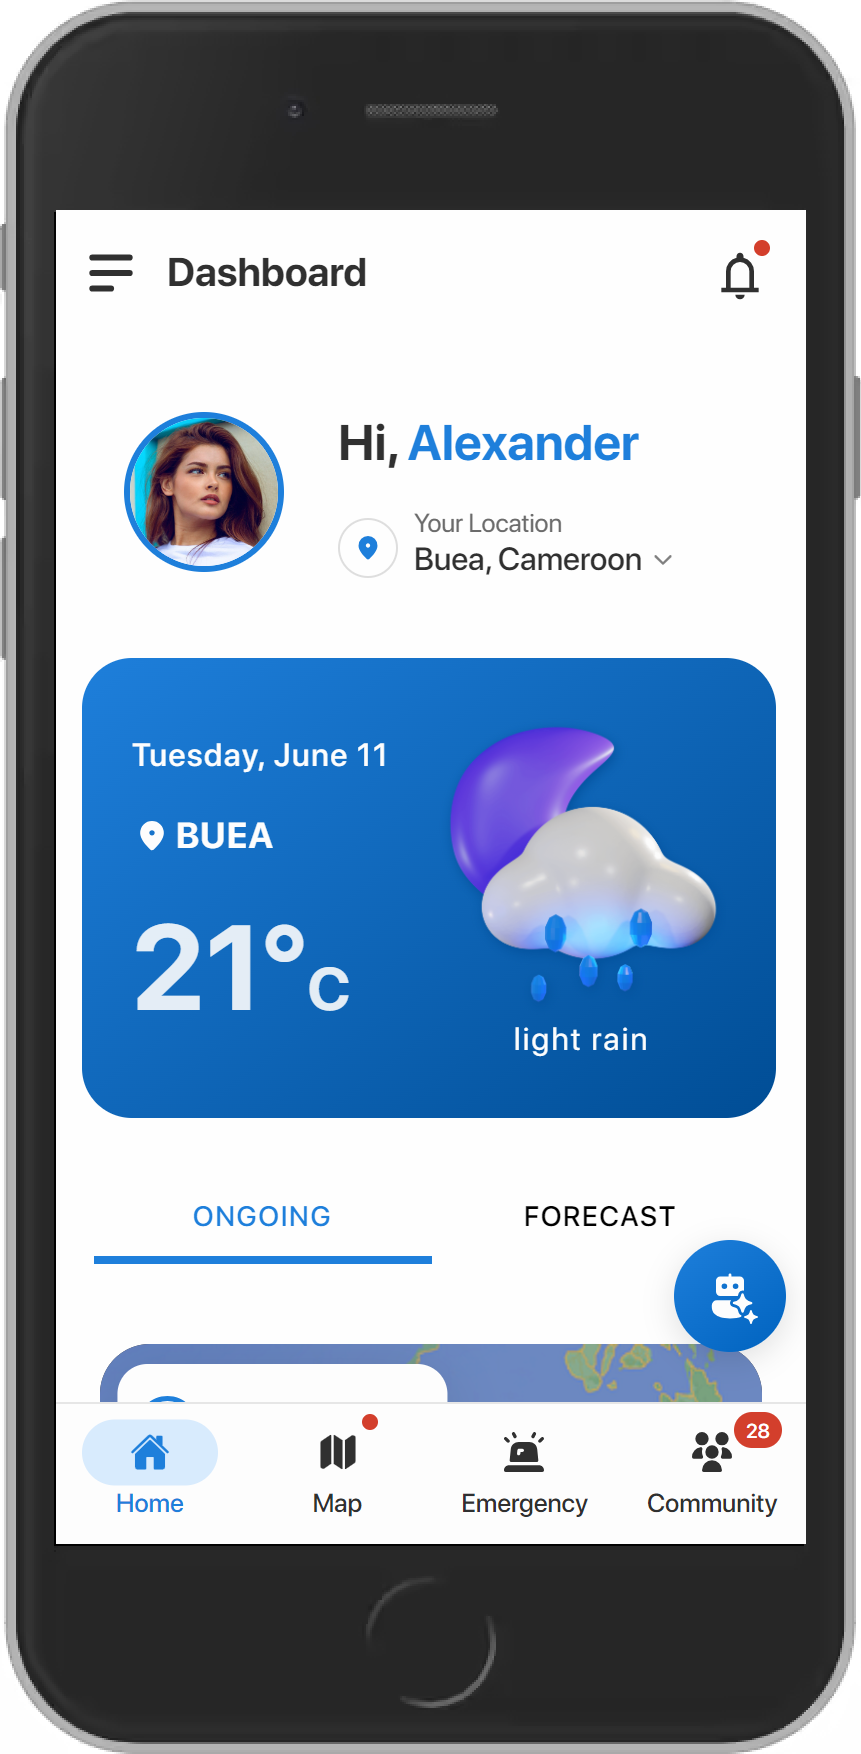 Dashboard
Hi, Alexander
Your Location
Buea, Cameroon
Tuesday, June 11
BUEA
21°C
light rain
ONGOING
FORECAST
28
Home
Map
Emergency
Community